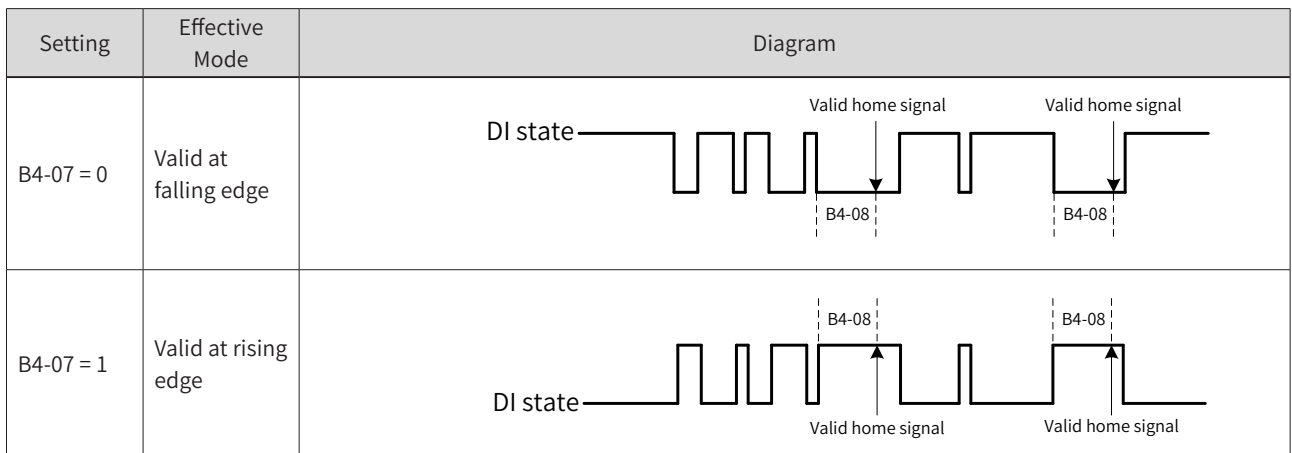 Setting
Effective
Mode
Diagram
B4-07 = 0
Valid at
falling edge
DI state
Valid home signal
Valid home signal
B4-08
B4-08
B4-07 = 1
Valid at rising
edge
B4-08
B4-08
DI state
Valid home signal
Valid home signal